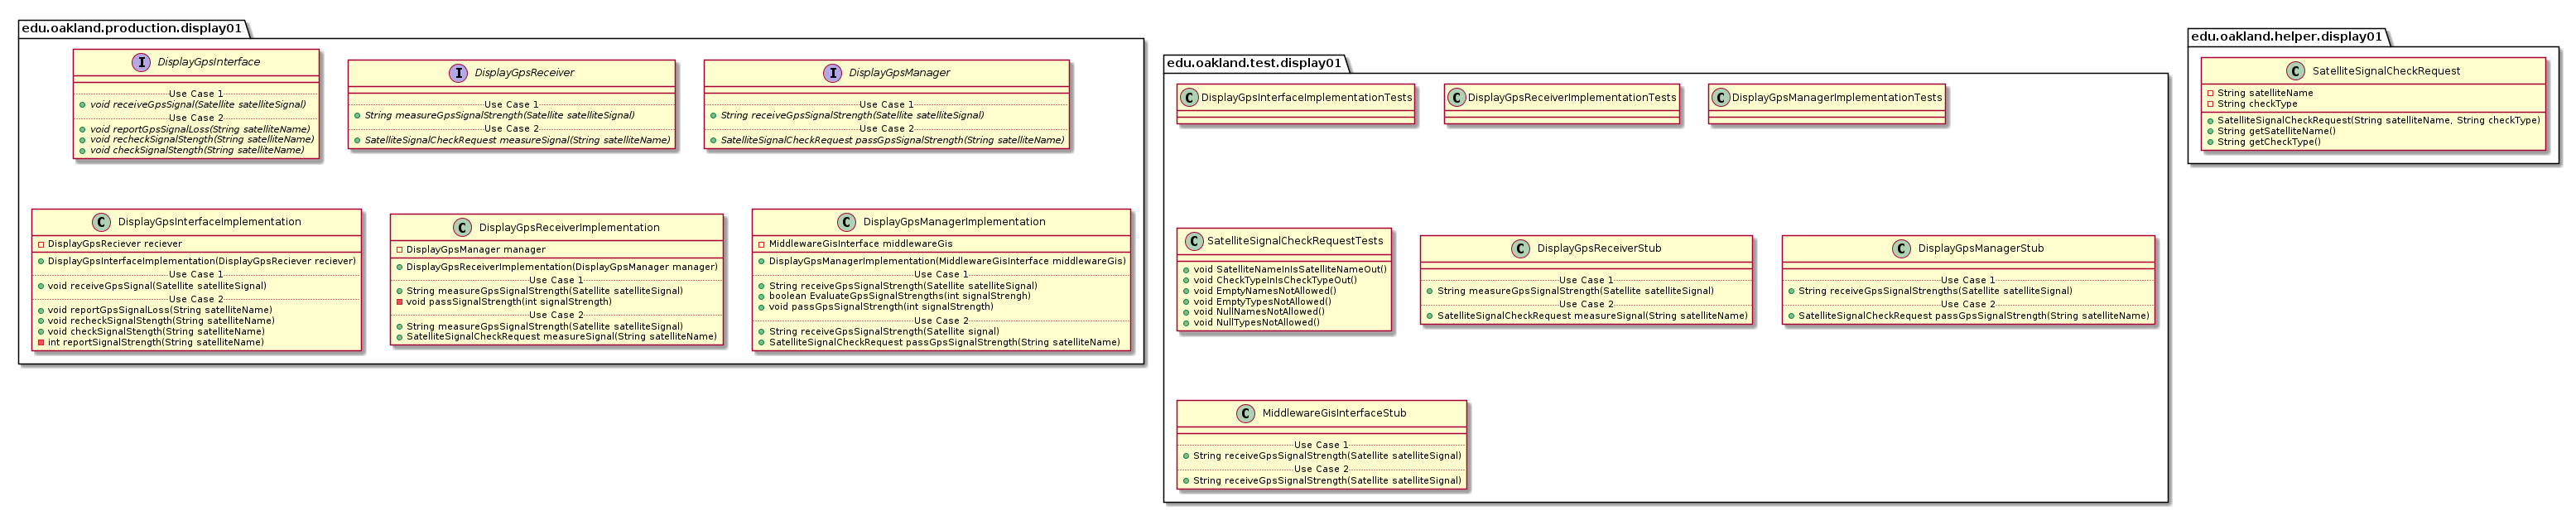 edu.oakland.production.display01
DisplayGpsInterface
Use Case 1
void receiveGpsSignal(Satellite satelliteSignal)
Use Case 2
void reportGpsSignalLoss(String satelliteName)
void recheckSignalStength(String satelliteName)
void checkSignalStength(String satelliteName)
DisplayGpsReceiver
Use Case 1
String measureGpsSignalStrength(Satellite satelliteSignal)
Use Case 2
SatelliteSignalCheckRequest measureSignal(String satelliteName)
DisplayGpsManager
Use Case 1
String receiveGpsSignalStrength(Satellite satelliteSignal)
Use Case 2
SatelliteSignalCheckRequest passGpsSignalStrength(String satelliteName)
DisplayGpsInterfaceImplementation
DisplayGpsReciever reciever
DisplayGpsInterfaceImplementation(DisplayGpsReciever reciever)
Use Case 1
void receiveGpsSignal(Satellite satelliteSignal)
Use Case 2
void reportGpsSignalLoss(String satelliteName)
void recheckSignalStength(String satelliteName)
void checkSignalStength(String satelliteName)
int reportSignalStrength(String satelliteName)
DisplayGpsReceiverImplementation
DisplayGpsManager manager
DisplayGpsReceiverImplementation(DisplayGpsManager manager)
Use Case 1
String measureGpsSignalStrength(Satellite satelliteSignal)
void passSignalStrength(int signalStrength)
Use Case 2
String measureGpsSignalStrength(Satellite satelliteSignal)
SatelliteSignalCheckRequest measureSignal(String satelliteName)
DisplayGpsManagerImplementation
MiddlewareGisInterface middlewareGis
DisplayGpsManagerImplementation(MiddlewareGisInterface middlewareGis)
Use Case 1
String receiveGpsSignalStrength(Satellite satelliteSignal)
boolean EvaluateGpsSignalStrengths(int signalStrengh)
void passGpsSignalStrength(int signalStrength)
Use Case 2
String receiveGpsSignalStrength(Satellite signal)
SatelliteSignalCheckRequest passGpsSignalStrength(String satelliteName)
edu.oakland.test.display01
DisplayGpsInterfaceImplementationTests
DisplayGpsReceiverImplementationTests
DisplayGpsManagerImplementationTests
SatelliteSignalCheckRequestTests
void SatelliteNameInIsSatelliteNameOut()
void CheckTypeInIsCheckTypeOut()
void EmptyNamesNotAllowed()
void EmptyTypesNotAllowed()
void NullNamesNotAllowed()
void NullTypesNotAllowed()
DisplayGpsReceiverStub
Use Case 1
String measureGpsSignalStrength(Satellite satelliteSignal)
Use Case 2
SatelliteSignalCheckRequest measureSignal(String satelliteName)
DisplayGpsManagerStub
Use Case 1
String receiveGpsSignalStrengths(Satellite satelliteSignal)
Use Case 2
SatelliteSignalCheckRequest passGpsSignalStrength(String satelliteName)
MiddlewareGisInterfaceStub
Use Case 1
String receiveGpsSignalStrength(Satellite satelliteSignal)
Use Case 2
String receiveGpsSignalStrength(Satellite satelliteSignal)
edu.oakland.helper.display01
SatelliteSignalCheckRequest
String satelliteName
String checkType
SatelliteSignalCheckRequest(String satelliteName, String checkType)
String getSatelliteName()
String getCheckType()